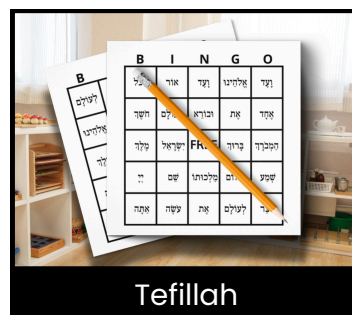 B I N G O
אוֹר וָעֶד אֱלֹהֵינוּ וָעֶד
חֹשֶׁךְ וּבוֹרֵא אֶת אֶחָד
מֶלֶךְ יִשְׂרָאֵל FREE בָּרוּךְ הַמְבֹרָךְ
יְיָ שֵׁם מַלְכוּתוֹ שְׁמַע
אַתָּה עֹשֶׂה אֶת לְעוֹלָם
B
לְעוֹלָם
אֱלֹהֵינוּ
Tefillah